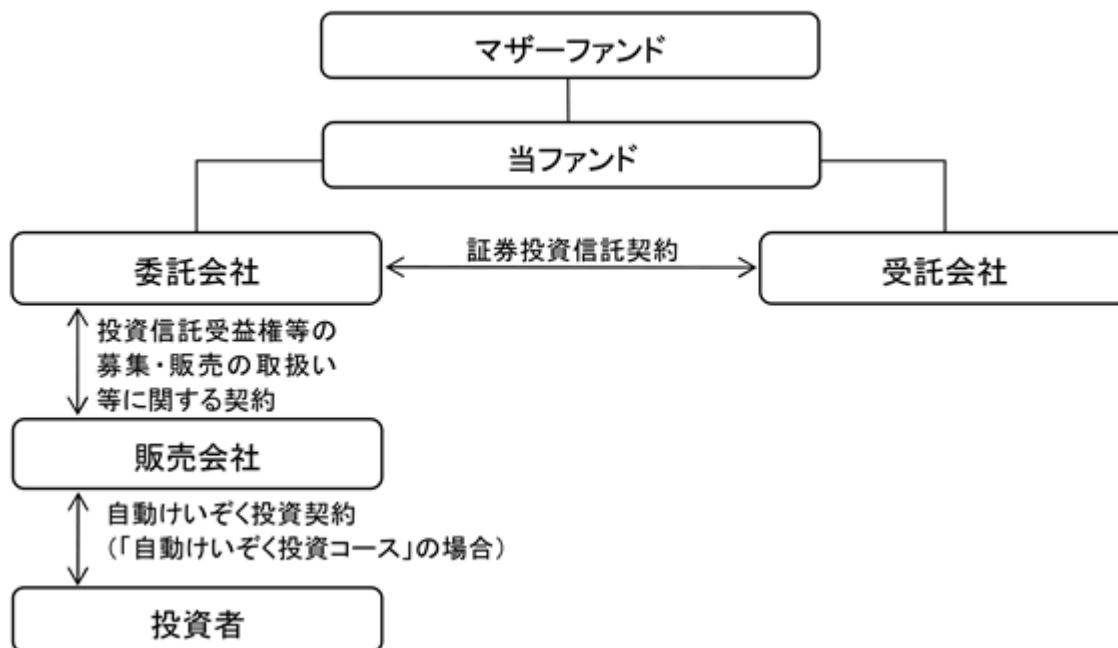 マザーファンド
当ファンド
証券投資信託契約
委託会社
受託会社
投資信託受益権等の
募集・販売の取扱い
等に関する契約
販売会社
自動けいぞく投資契約
（「自動けいぞく投資コース」の場合）
投資者